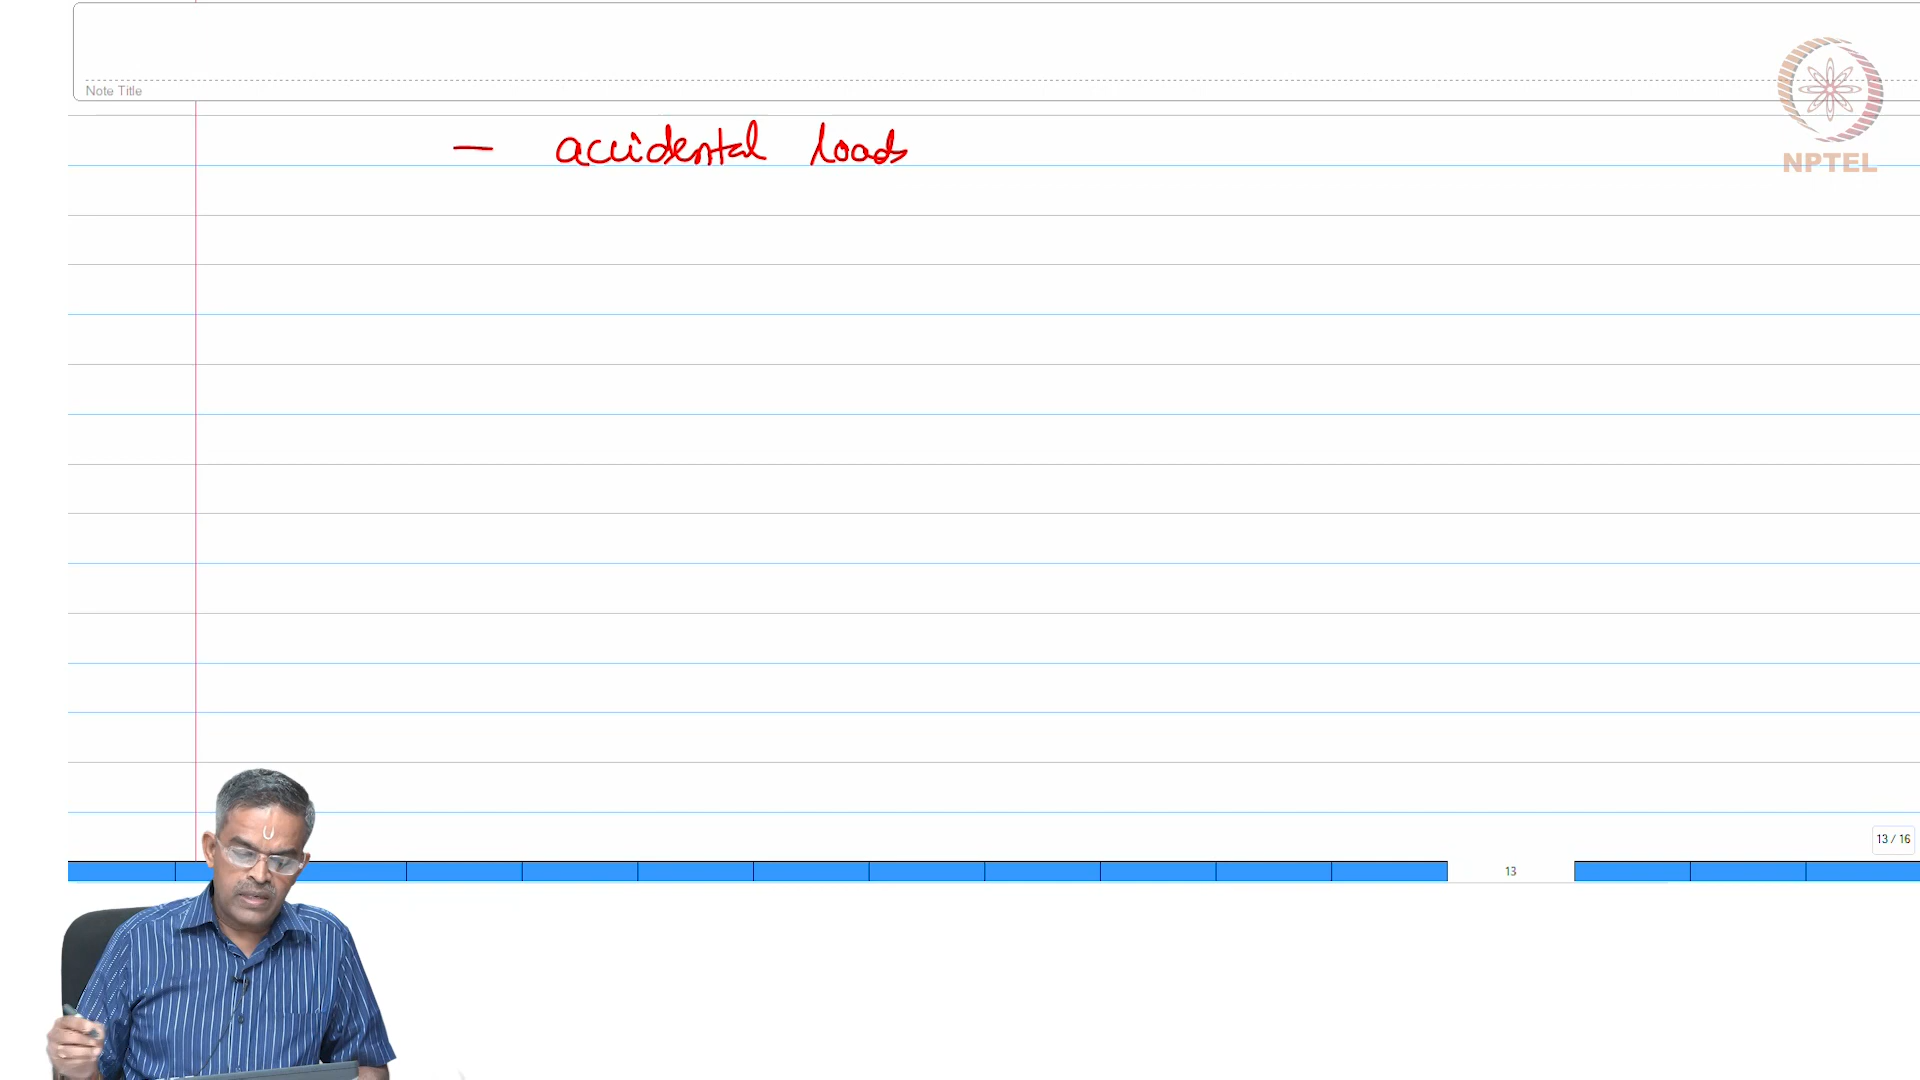 Note Title
— accidental loads
NPTEL
13 / 16
13